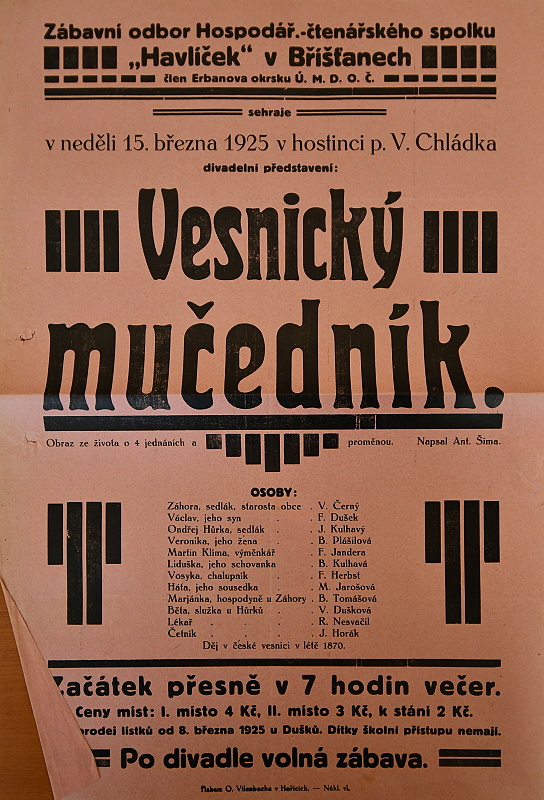 Zábavní odbor Hospodář.-čtenářského spolku
„Havlíček“ v Bříšťanech
člen Erbanova okrsku Ú. M. D. O. Č.
sehraje
v neděli 15. března 1925 v hostinci p. V. Chládka
divadelní představení:
Vesnický
mučedník.
Obraz ze života o 4 jednáních a proměnou. Napsal Ant. Šíma.
OSOBY:
Záhora, sedlák, starosta obce . V. Černý
Václav, jeho syn . . F. Dušek
Ondřej Hůrka, sedlák . . J. Kulhavý
Veronika, jeho žena . . B. Plášilová
Martin Klíma, výměnkář . F. Jandera
Liduška, jeho schovanka . B. Kulhavá
Vosyka, chalupník . . F. Herbst
Háta, jeho sousedka . . M. Jarošová
Marjánka, hospodyně u Záhory . B. Tomášová
Běta, služka u Hůrků . . V. Dušková
Lékař . . . . R. Nesvačil
Četník . . . . J. Horák
Děj v české vesnici v létě 1870.
Začátek přesně v 7 hodin večer.
Ceny míst: I. místo 4 Kč, II. místo 3 Kč, k stání 2 Kč.
prodej lístků od 8. března 1925 u Dušků. Dítky školní přístupu nemají.
Po divadle volná zábava.
Tiskem O. Vilenbacha v Hořicích. — Nákl. vl.